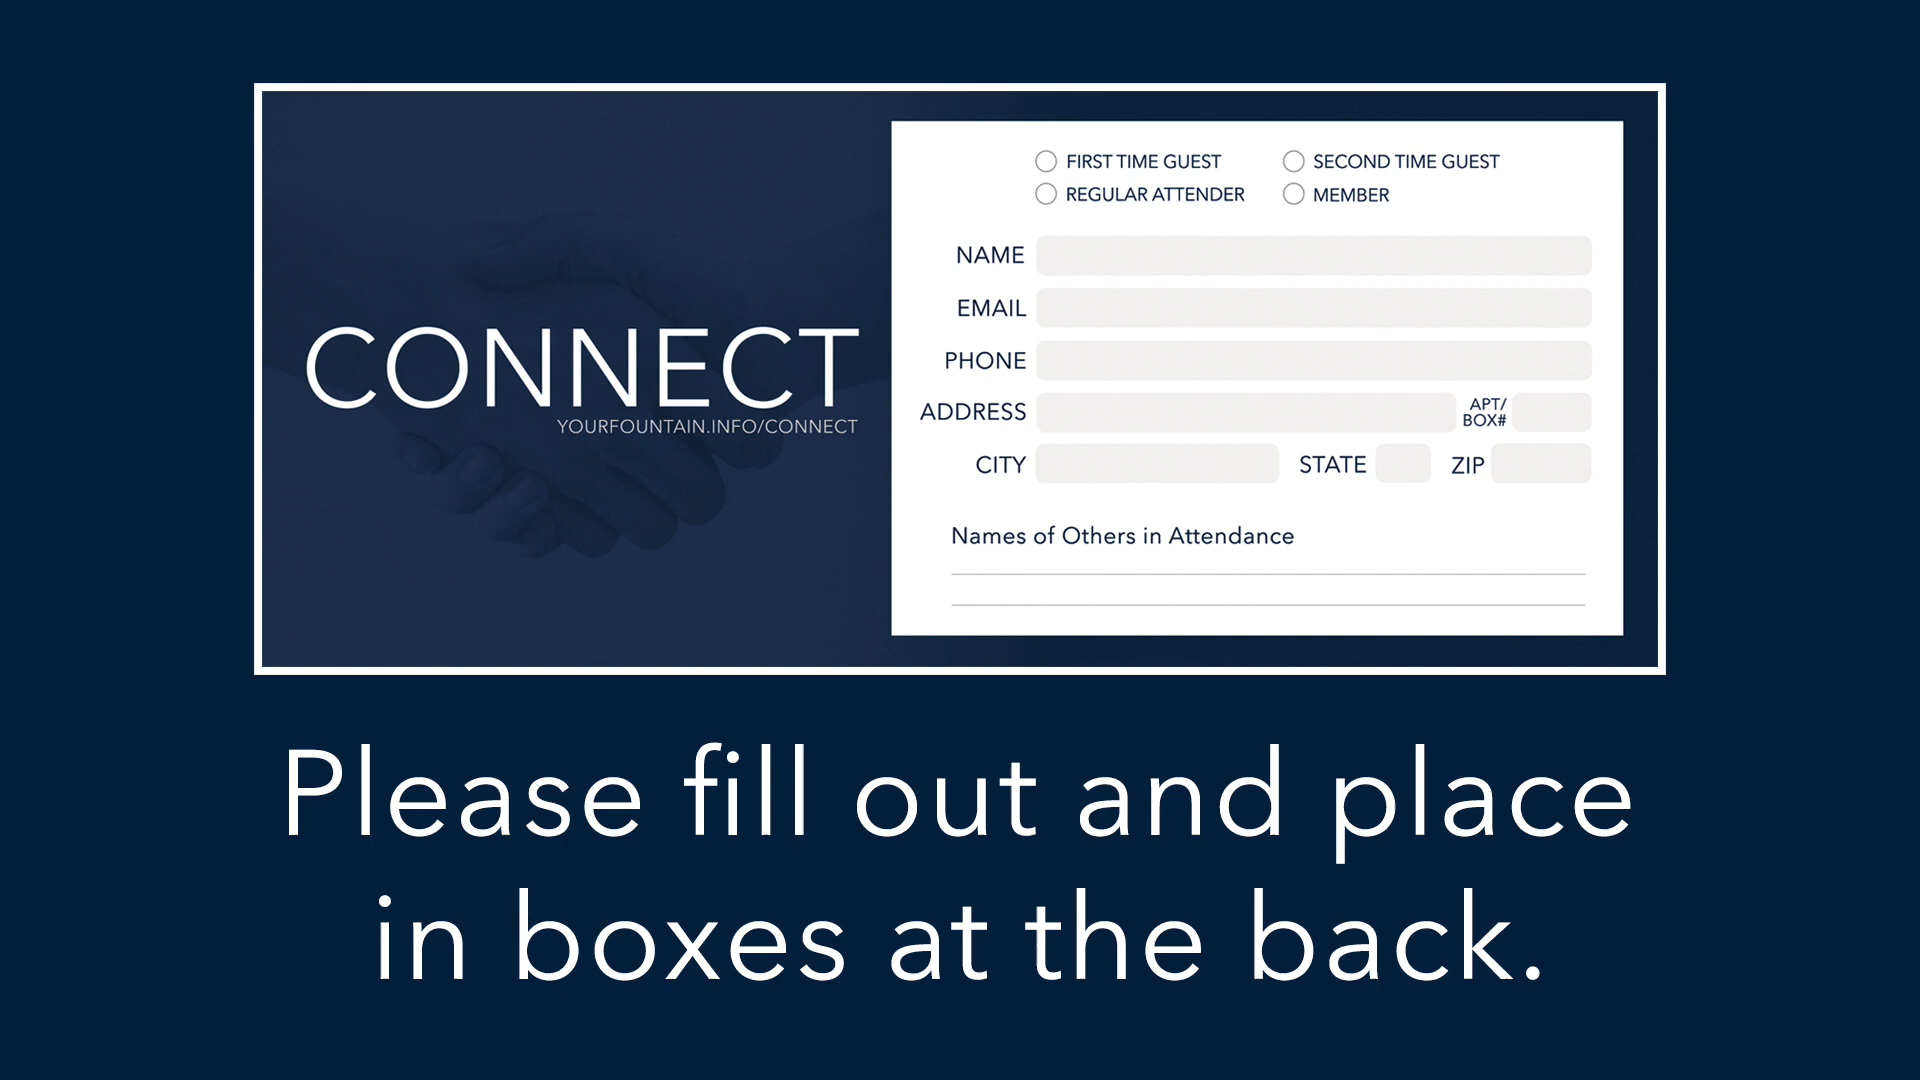 CONNECT
YOURFOUNTAIN.INFO/CONNECT
FIRST TIME GUEST SECOND TIME GUEST
REGULAR ATTENDER MEMBER
NAME
EMAIL
PHONE
ADDRESS APT/
BOX#
CITY STATE ZIP
Names of Others in Attendance
Please fill out and place
in boxes at the back.